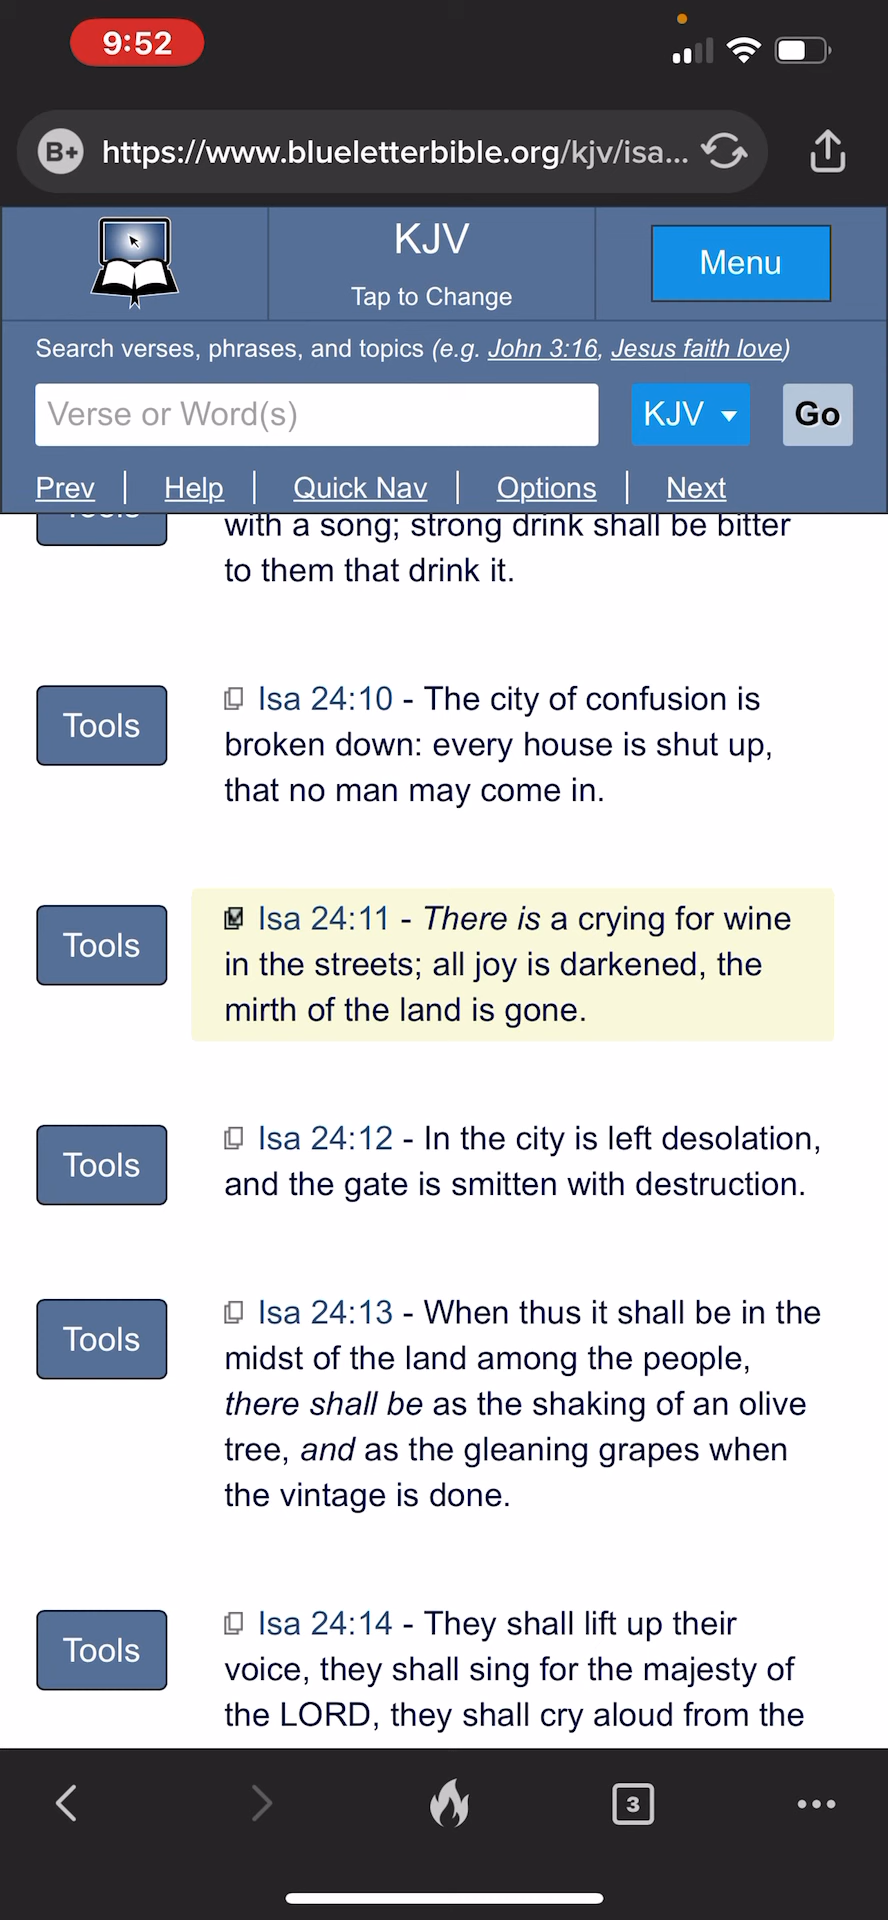 9:52
B+ https://www.blueletterbible.org/kjv/isa...
KJV
Tap to Change
Menu
Search verses, phrases, and topics (e.g. John 3:16, Jesus faith love)
Verse or Word(s)
KJV
Go
Prev | Help | Quick Nav | Options | Next
Tools
with a song; strong drink shall be bitter
to them that drink it.
Tools
Isa 24:10 - The city of confusion is
broken down: every house is shut up,
that no man may come in.
Tools
Isa 24:11 - There is a crying for wine
in the streets; all joy is darkened, the
mirth of the land is gone.
Tools
Isa 24:12 - In the city is left desolation,
and the gate is smitten with destruction.
Tools
Isa 24:13 - When thus it shall be in the
midst of the land among the people,
there shall be as the shaking of an olive
tree, and as the gleaning grapes when
the vintage is done.
Tools
Isa 24:14 - They shall lift up their
voice, they shall sing for the majesty of
the LORD, they shall cry aloud from the
3